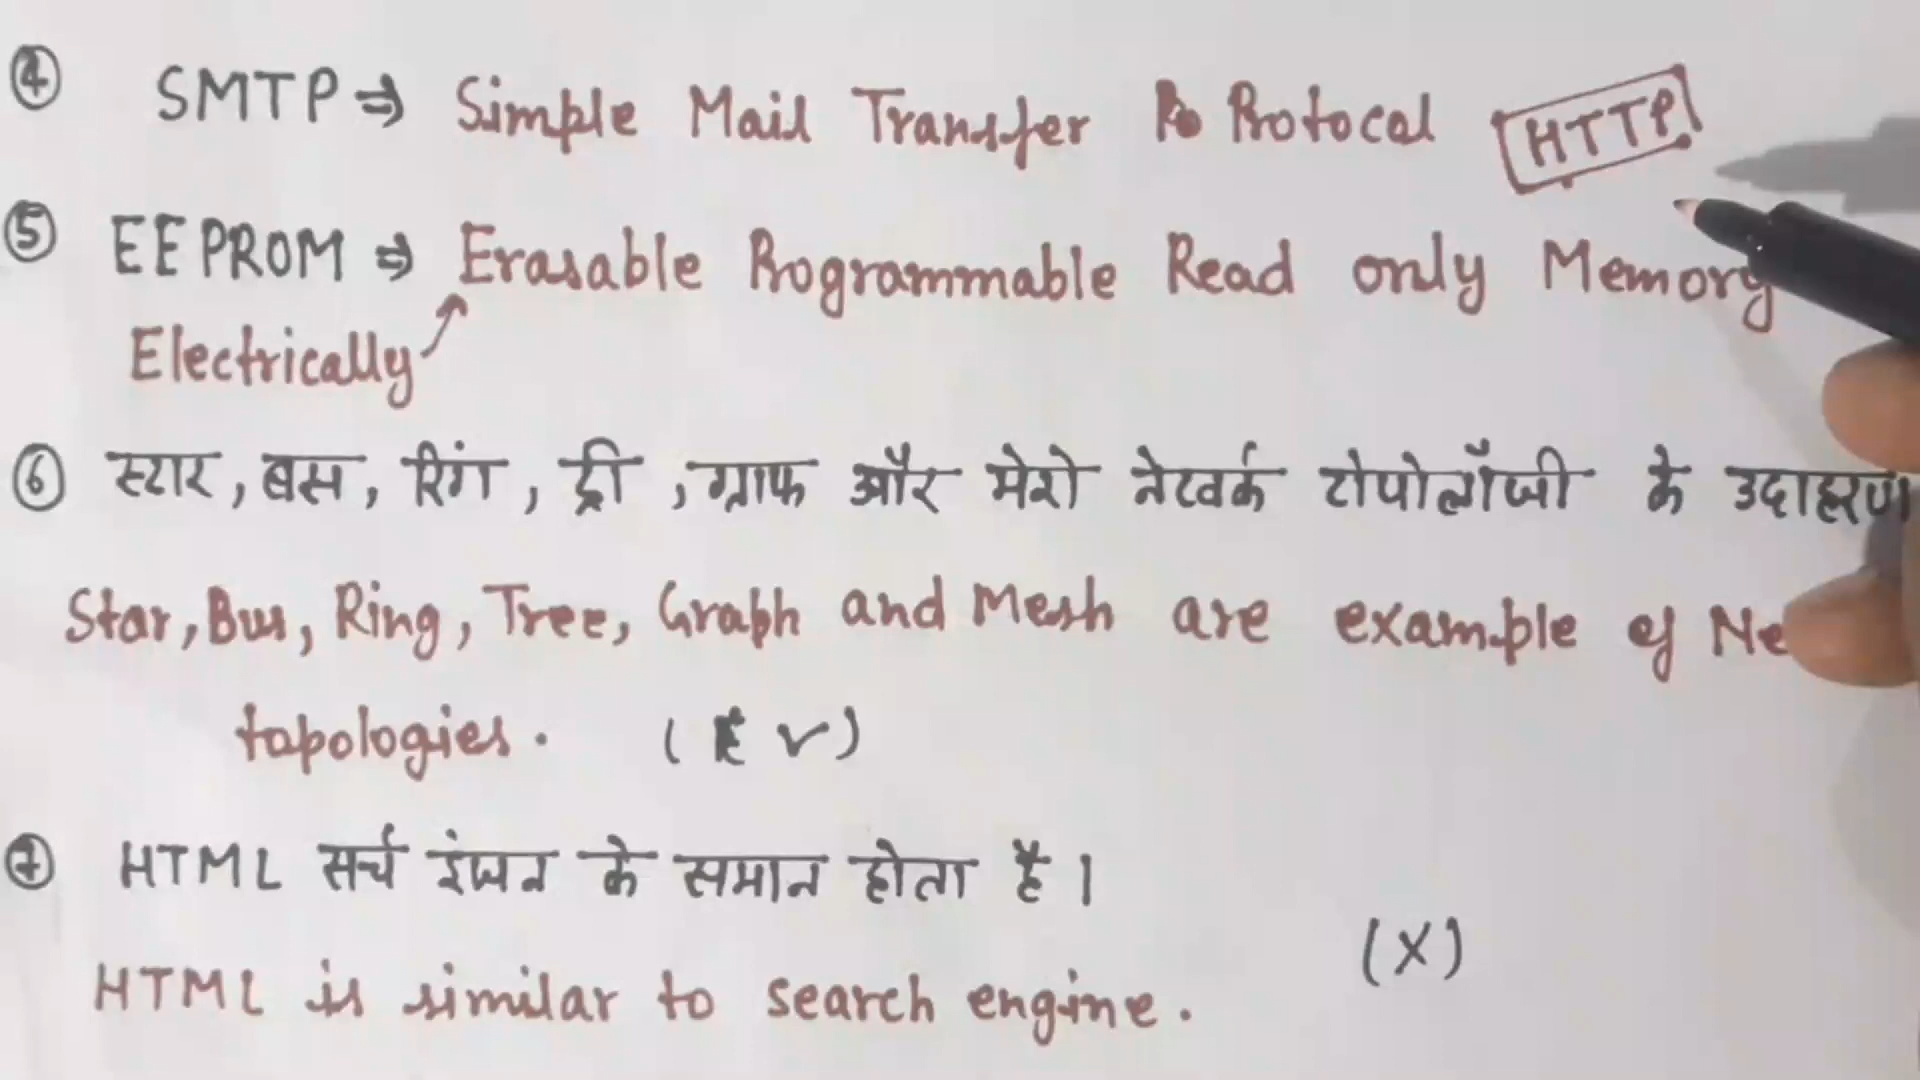 ④ SMTP ⇒ Simple Mail Transfer Protocal HTTP
⑤ EEPROM ⇒ Erasable Programmable Read only Memory
Electrically
⑥ स्टार, बस, रिंग, ट्री, ग्राफ और मेशे नेटवर्क टोपोलॉजी के उदाहरण
Star, Bus, Ring, Tree, Graph and Mesh are example of Ne
topologies. ( ✓)
⑦ HTML सर्च इंजन के समान होता है।
(X)
HTML is similar to search engine.